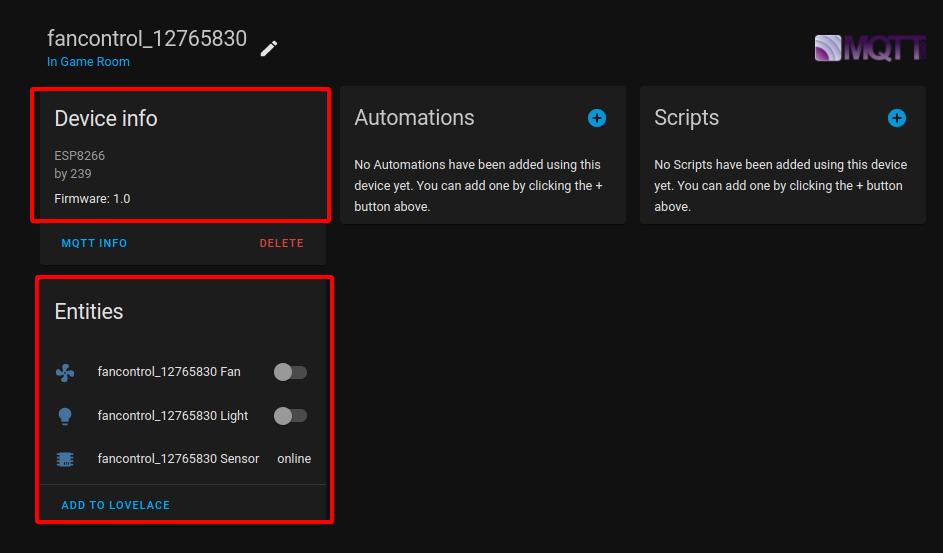 fancontrol_12765830
In Game Room
MQTT
Device info
ESP8266
by 239
Firmware: 1.0
MQTT INFO
DELETE
Automations
No Automations have been added using this
device yet. You can add one by clicking the +
button above.
Scripts
No Scripts have been added using this device
yet. You can add one by clicking the + button
above.
Entities
fancontrol_12765830 Fan
fancontrol_12765830 Light
fancontrol_12765830 Sensor online
ADD TO LOVELACE